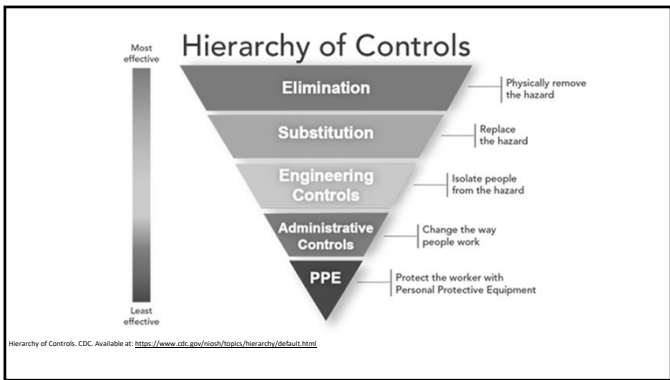 Hierarchy of Controls
Most
effective
Elimination
Physically remove
the hazard
Substitution
Replace
the hazard
Engineering
Controls
Isolate people
from the hazard
Administrative
Controls
Change the way
people work
PPE
Protect the worker with
Personal Protective Equipment
Least
effective
Hierarchy of Controls. CDC. Available at: https://www.cdc.gov/niosh/topics/hierarchy/default.html